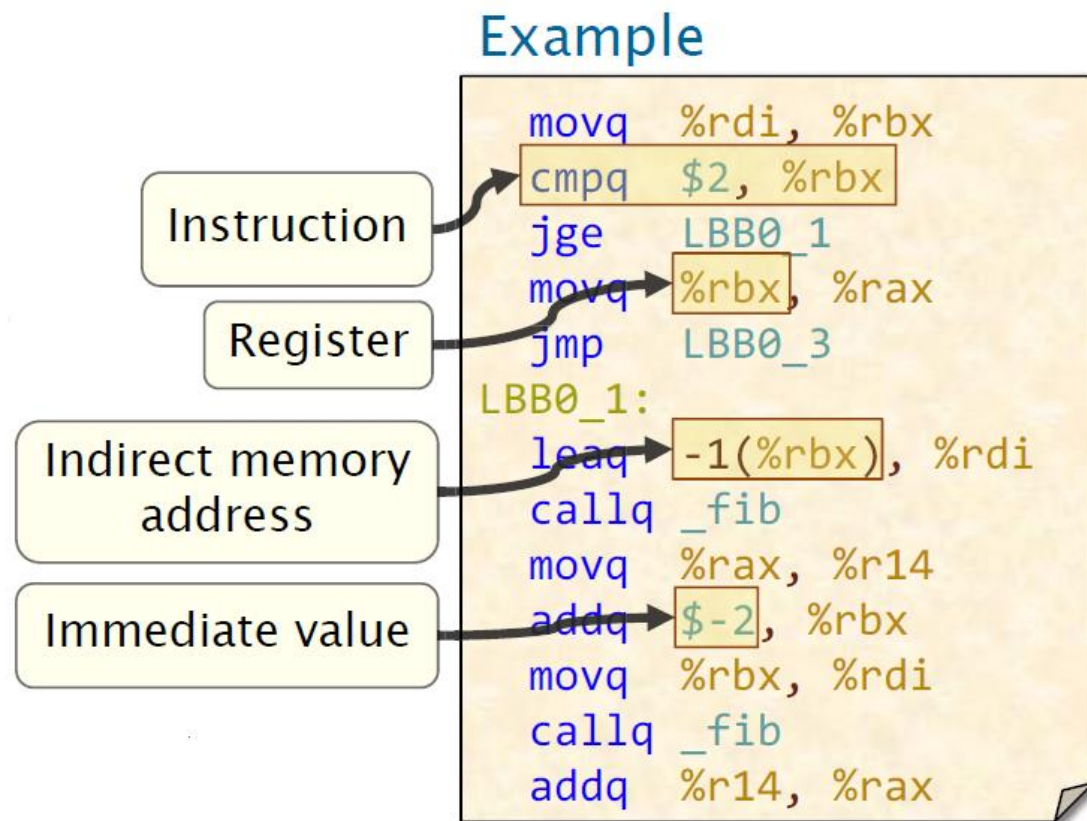 Example
movq %rdi, %rbx
cmpq $2, %rbx
jge LBB0_1
movq %rbx, %rax
jmp LBB0_3
LBB0_1:
leaq -1(%rbx), %rdi
callq _fib
movq %rax, %r14
addq $-2, %rbx
movq %rbx, %rdi
callq _fib
addq %r14, %rax
Instruction
Register
Indirect memory
address
Immediate value